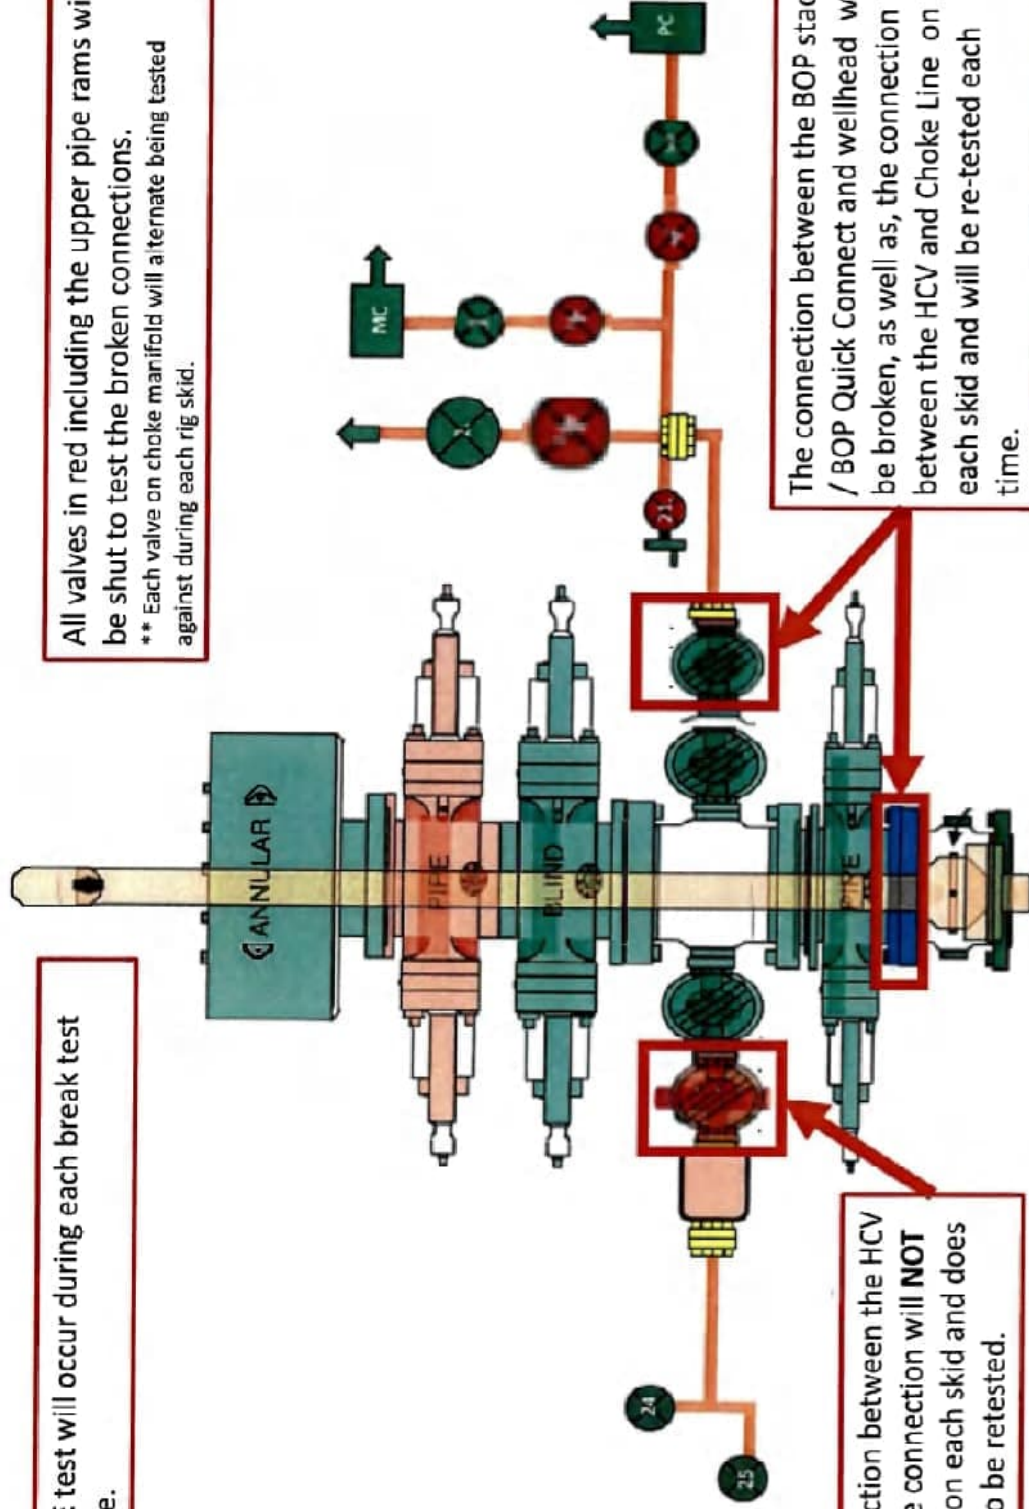 test will occur during each break test
e.
All valves in red including the upper pipe rams wi
be shut to test the broken connections.
** Each valve on choke manifold will alternate being tested
against during each rig skid.
ANNULAR
PIPE
BLIND
PIPE
MC
PC
21.
24
25
ction between the HCV
e connection will NOT
on each skid and does
o be retested.
The connection between the BOP stac
/ BOP Quick Connect and wellhead w
be broken, as well as, the connection
between the HCV and Choke Line on
each skid and will be re-tested each
time.